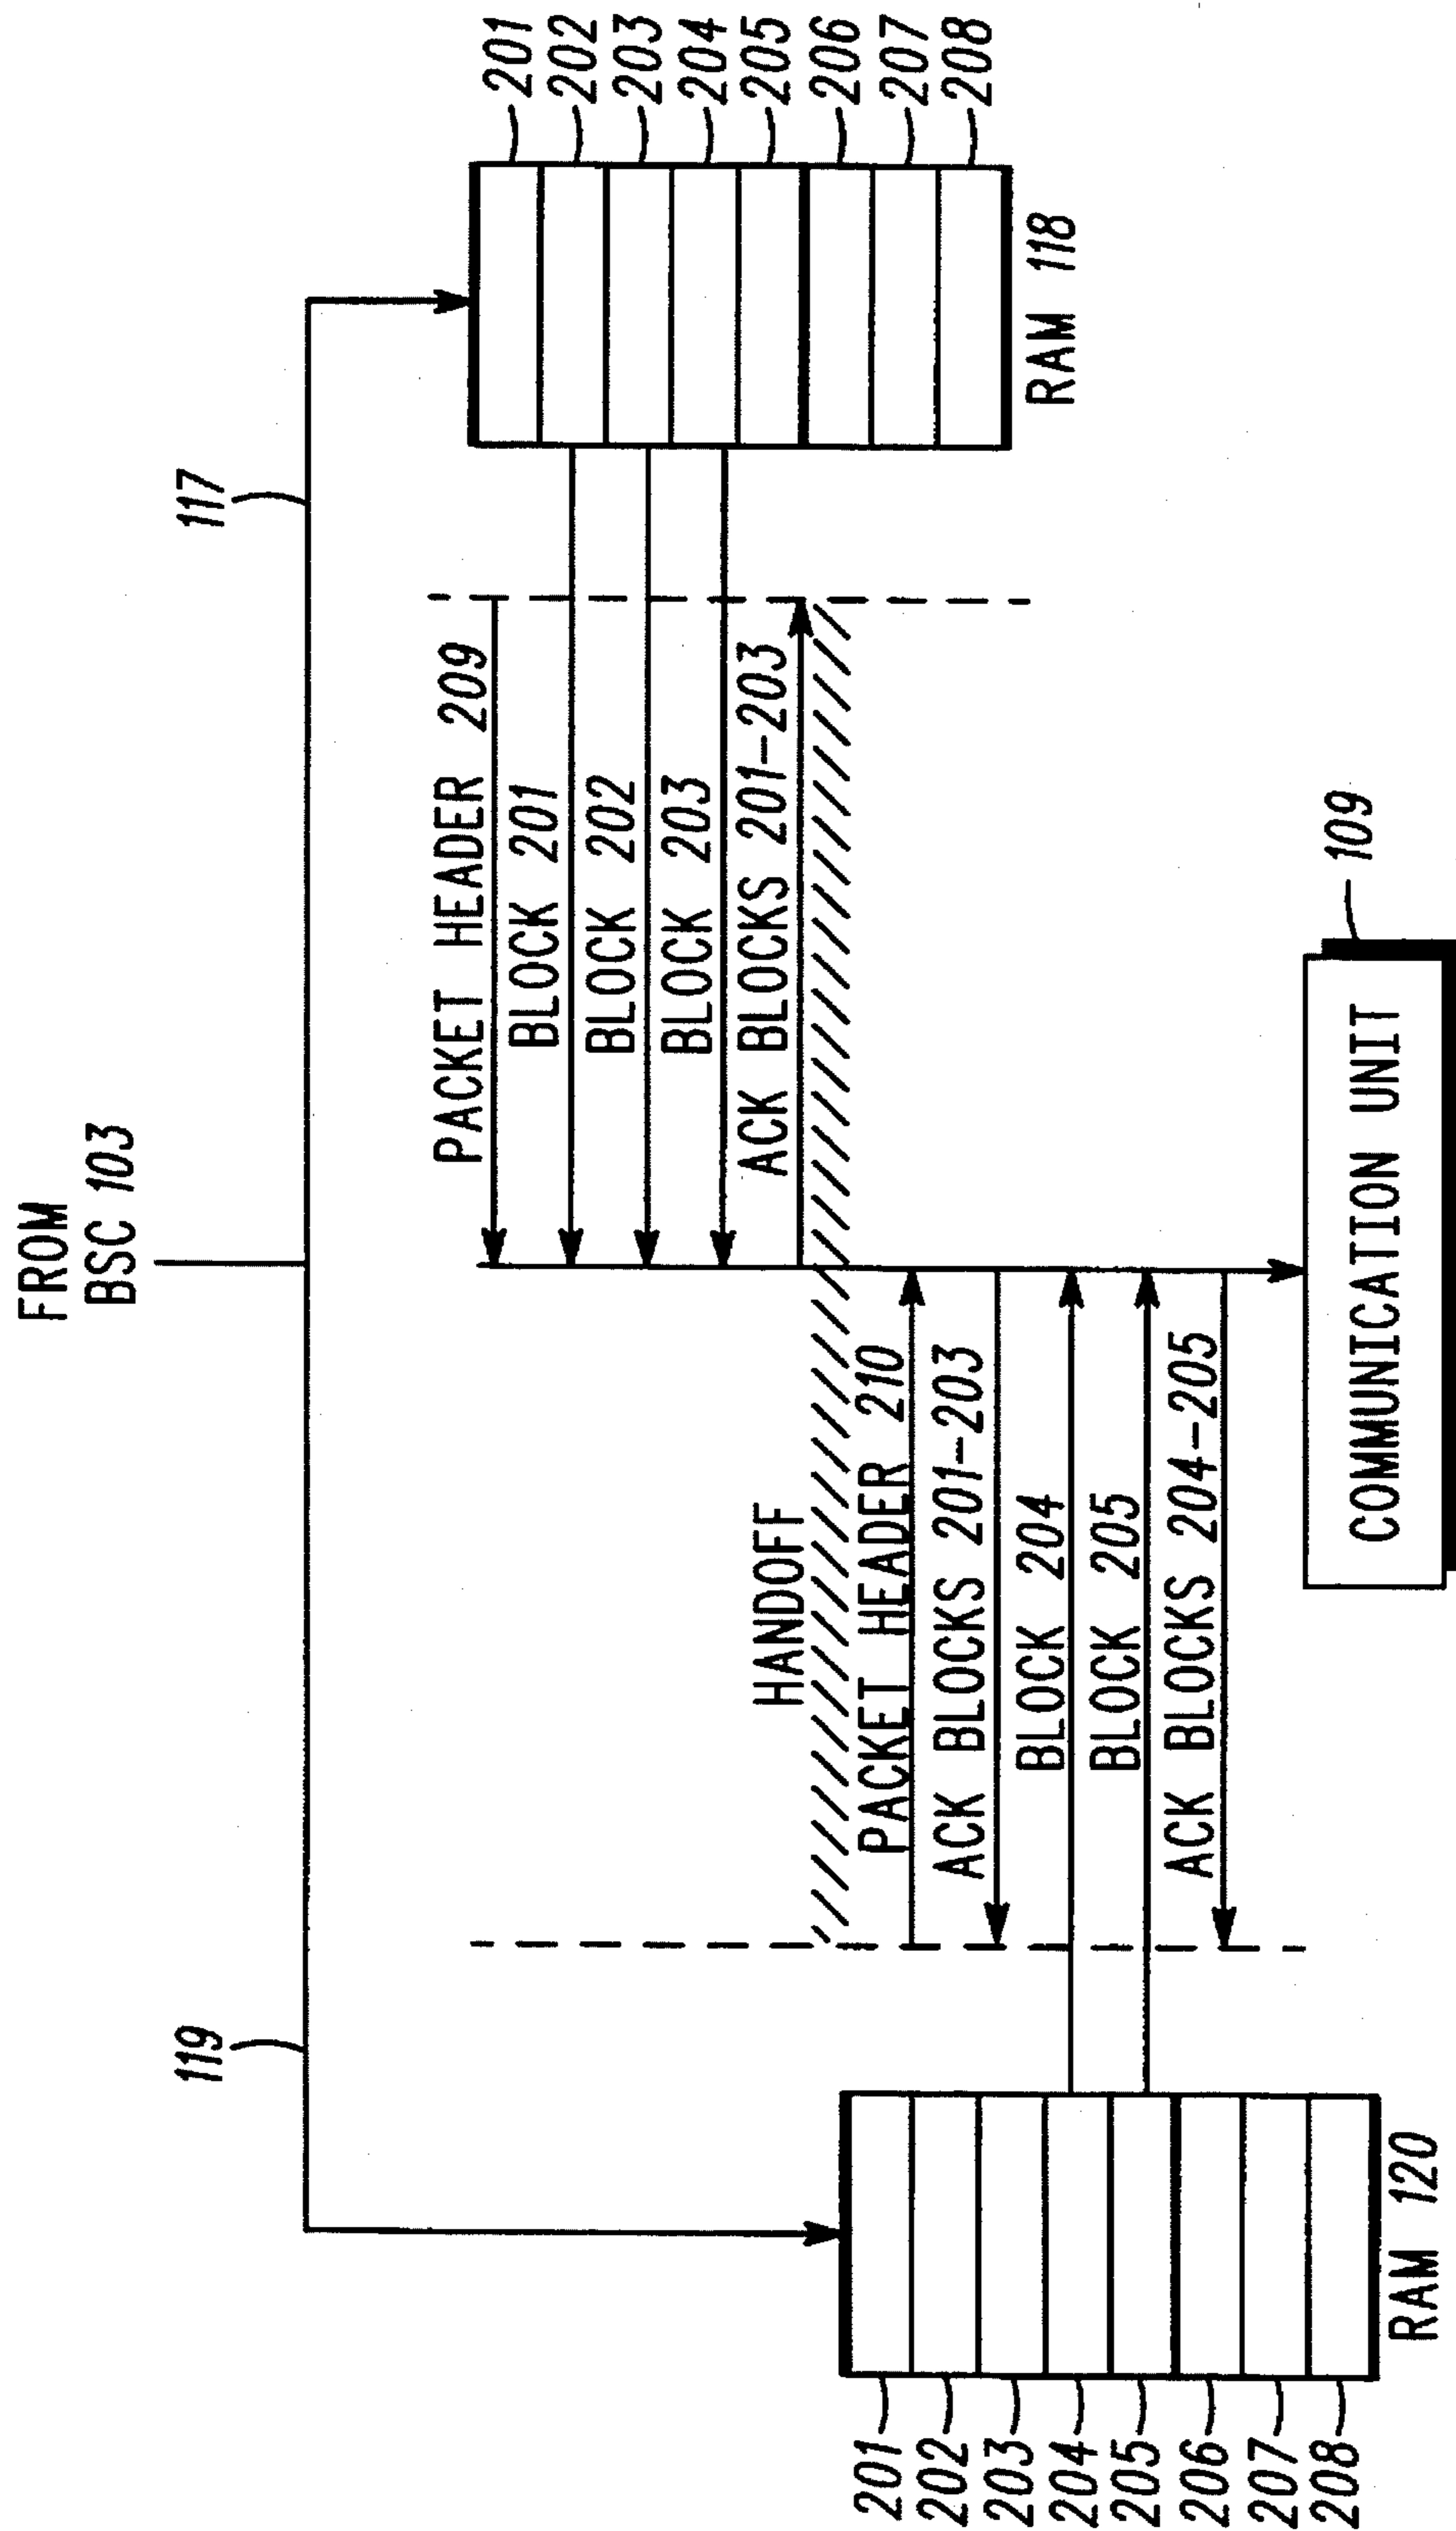 FROM
BSC 103
119
117
PACKET HEADER 209
BLOCK 201
BLOCK 202
BLOCK 203
ACK BLOCKS 201-203
201
202
203
204
205
206
207
208
RAM 118
HANDOFF
PACKET HEADER 210
ACK BLOCKS 201-203
BLOCK 204
BLOCK 205
ACK BLOCKS 204-205
201
202
203
204
205
206
207
208
RAM 120
109
COMMUNICATION UNIT